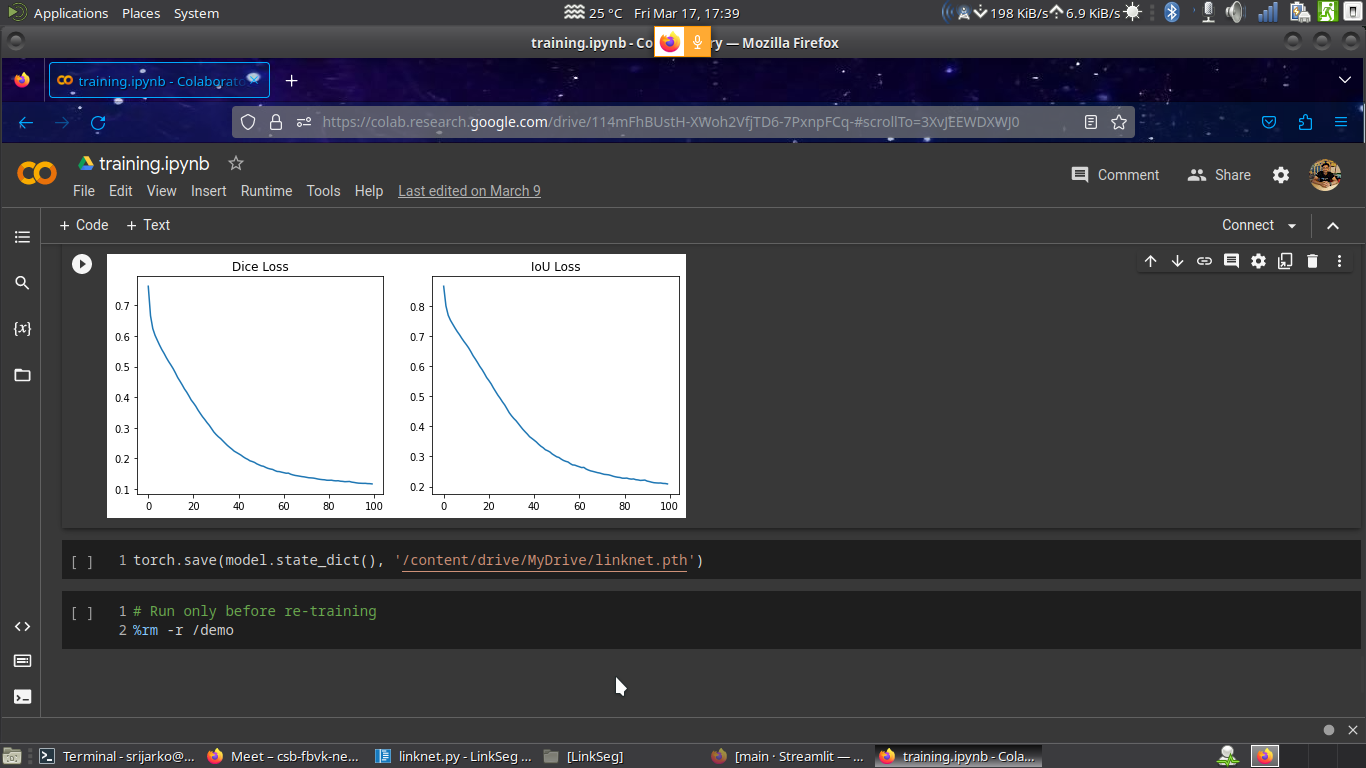 Applications Places System 25 °C Fri Mar 17, 17:39 198 KiB/s 6.9 KiB/s
training.ipynb - Co ry — Mozilla Firefox
training.ipynb - Colaborato
https://colab.research.google.com/drive/114mFhBUstH-XWoh2VfjTD6-7PxnpFCq-#scrollTo=3XvJEEWDXWJ0
training.ipynb
File Edit View Insert Runtime Tools Help Last edited on March 9
Comment Share
+ Code + Text Connect
Dice Loss
0.7
0.6
0.5
0.4
0.3
0.2
0.1
0 20 40 60 80 100
IoU Loss
0.8
0.7
0.6
0.5
0.4
0.3
0.2
0 20 40 60 80 100
{x}
[ ] 1 torch.save(model.state_dict(), '/content/drive/MyDrive/linknet.pth')
[ ] 1 # Run only before re-training
2 %rm -r /demo
Terminal - srijarko@... Meet – csb-fbvk-ne... linknet.py - LinkSeg ... [LinkSeg] [main · Streamlit — ... training.ipynb - Cola...